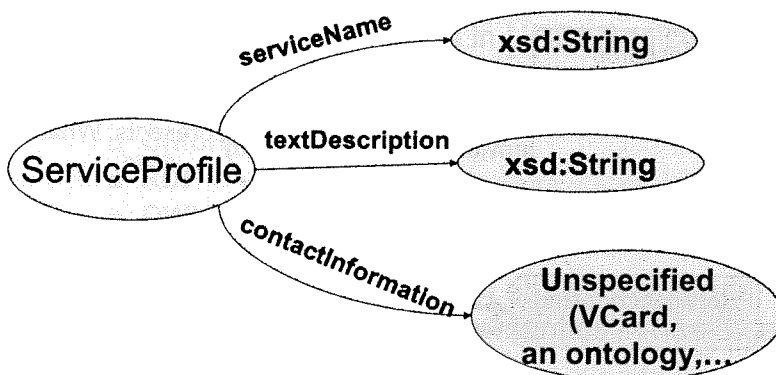 serviceName
xsd:String
textDescription
ServiceProfile
xsd:String
contactInformation
Unspecified
(VCard,
an ontology,...